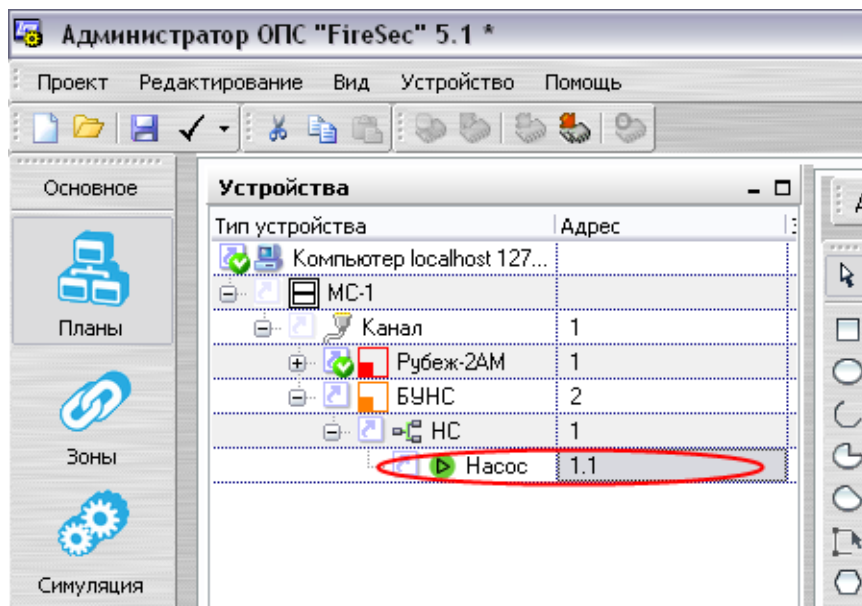 Администратор ОПС "FireSec" 5.1 *
Проект Редактирование Вид Устройство Помощь
Основное
Устройства
Тип устройства Адрес
Компьютер localhost 127...
МС-1
Планы
Канал 1
Рубеж-2АМ 1
БУНС 2
НС 1
Зоны
Насос 1.1
Симуляция